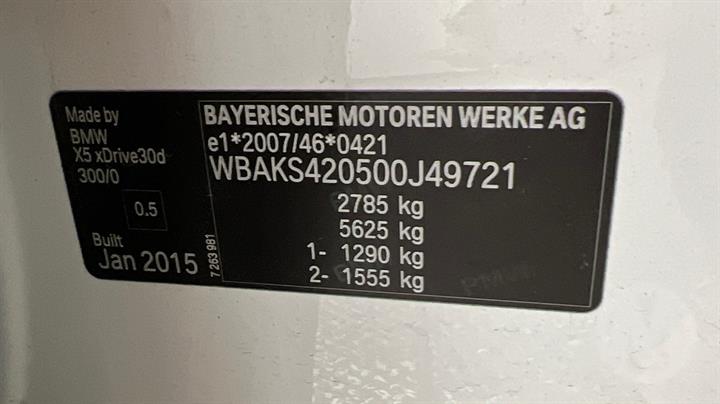 Made by
BMW
X5 xDrive30d
300/0
0.5
Built
Jan 2015
7 263 981
BAYERISCHE MOTOREN WERKE AG
e1*2007/46*0421
WBAKS420500J49721
2785 kg
5625 kg
1- 1290 kg
2- 1555 kg